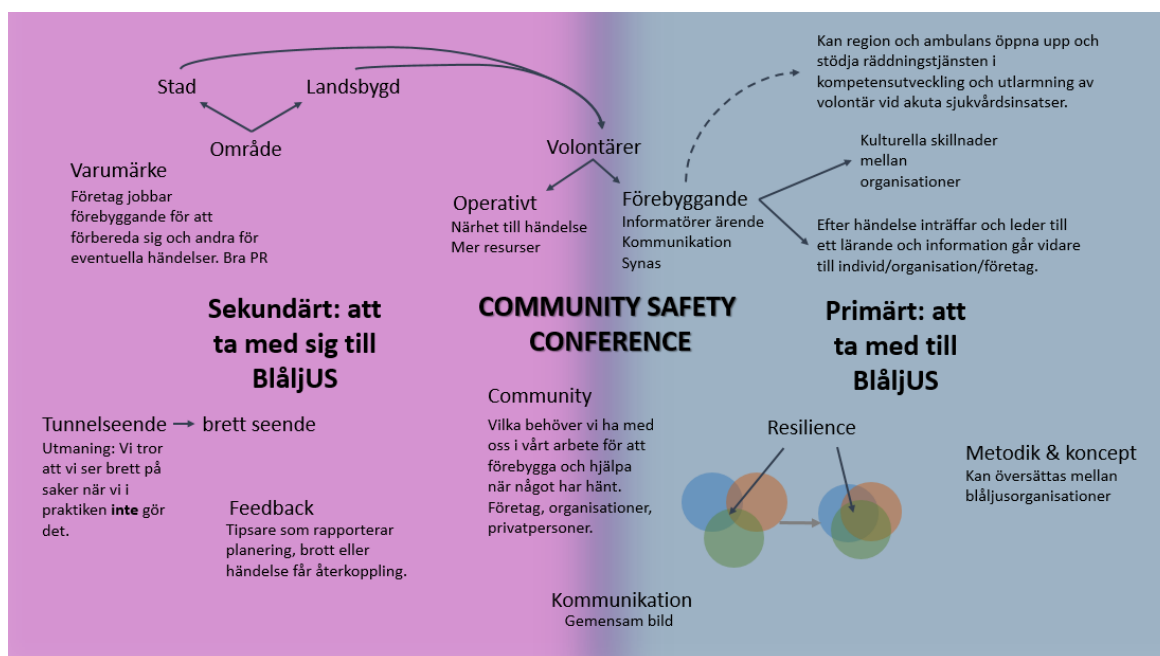 Stad
Landsbygd
Område
Varumärke
Företag jobbar
förebyggande för att
förbereda sig och andra för
eventuella händelser. Bra PR
Volontärer
Operativt
Närhet till händelse
Mer resurser
Förebyggande
Informatörer ärende
Kommunikation
Synas
Kan region och ambulans öppna upp och
stödja räddningstjänsten i
kompetensutveckling och utlarmning av
volontär vid akuta sjukvårdsinsatser.
Kulturella skillnader
mellan
organisationer
Efter händelse inträffar och leder till
ett lärande och information går vidare
till individ/organisation/företag.
Sekundärt: att
ta med sig till
BlåljUS
COMMUNITY SAFETY
CONFERENCE
Primärt: att
ta med till
BlåljUS
Tunnelseende
brett seende
Utmaning: Vi tror
att vi ser brett på
saker när vi i
praktiken inte gör
det.
Feedback
Tipsare som rapporterar
planering, brott eller
händelse får återkoppling.
Community
Vilka behöver vi ha med
oss i vårt arbete för att
förebygga och hjälpa
när något har hänt.
Företag, organisationer,
privatpersoner.
Kommunikation
Gemensam bild
Resilience
Metodik & koncept
Kan översättas mellan
blåljusorganisationer